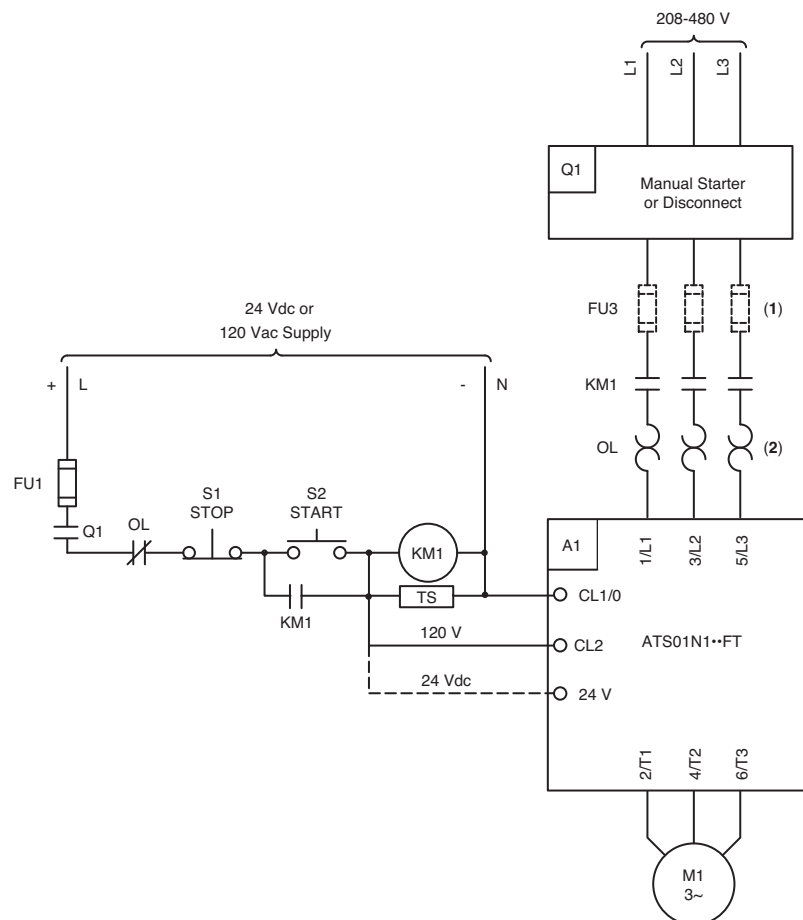 208-480 V
L1
L2
L3
Q1
Manual Starter
or Disconnect
FU3
(1)
24 Vdc or
120 Vac Supply
+ L
- N
KM1
OL
(2)
FU1
Q1
OL
S1
STOP
S2
START
KM1
A1
1/L1
3/L2
5/L3
TS
CL1/0
KM1
120 V
CL2
ATS01N1••FT
24 Vdc
24 V
2/T1
4/T2
6/T3
M1
3~